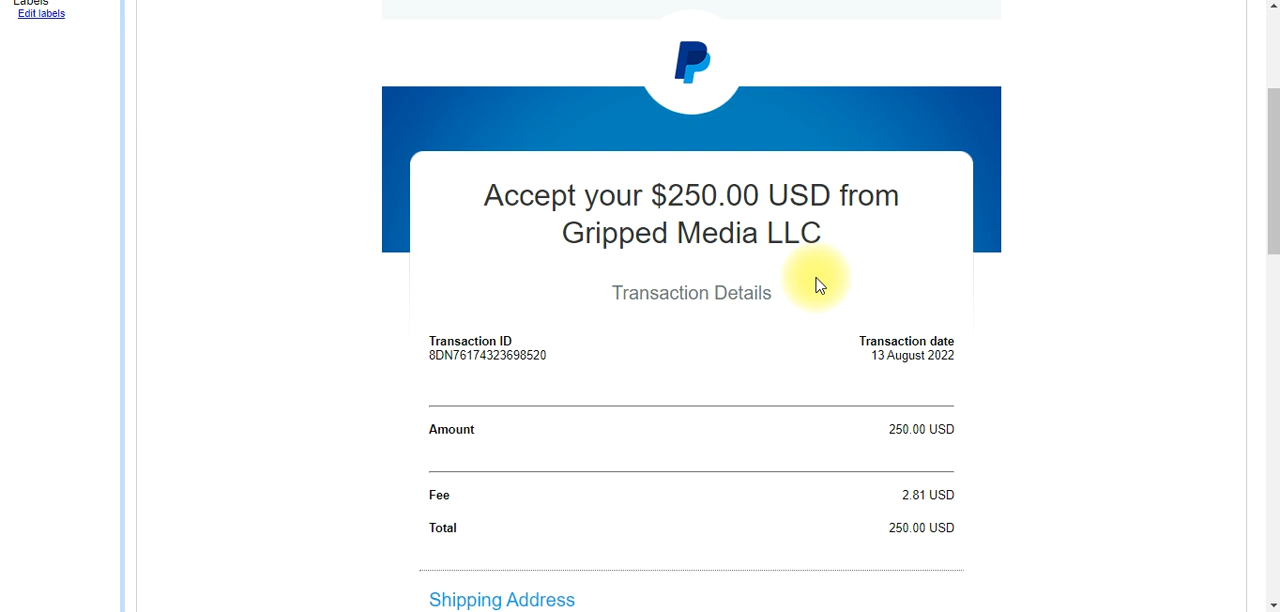 Labels
Edit labels
Accept your $250.00 USD from
Gripped Media LLC
Transaction Details
Transaction ID
Transaction date
8DN76174323698520
13 August 2022
Amount
250.00 USD
Fee
2.81 USD
Total
250.00 USD
Shipping Address